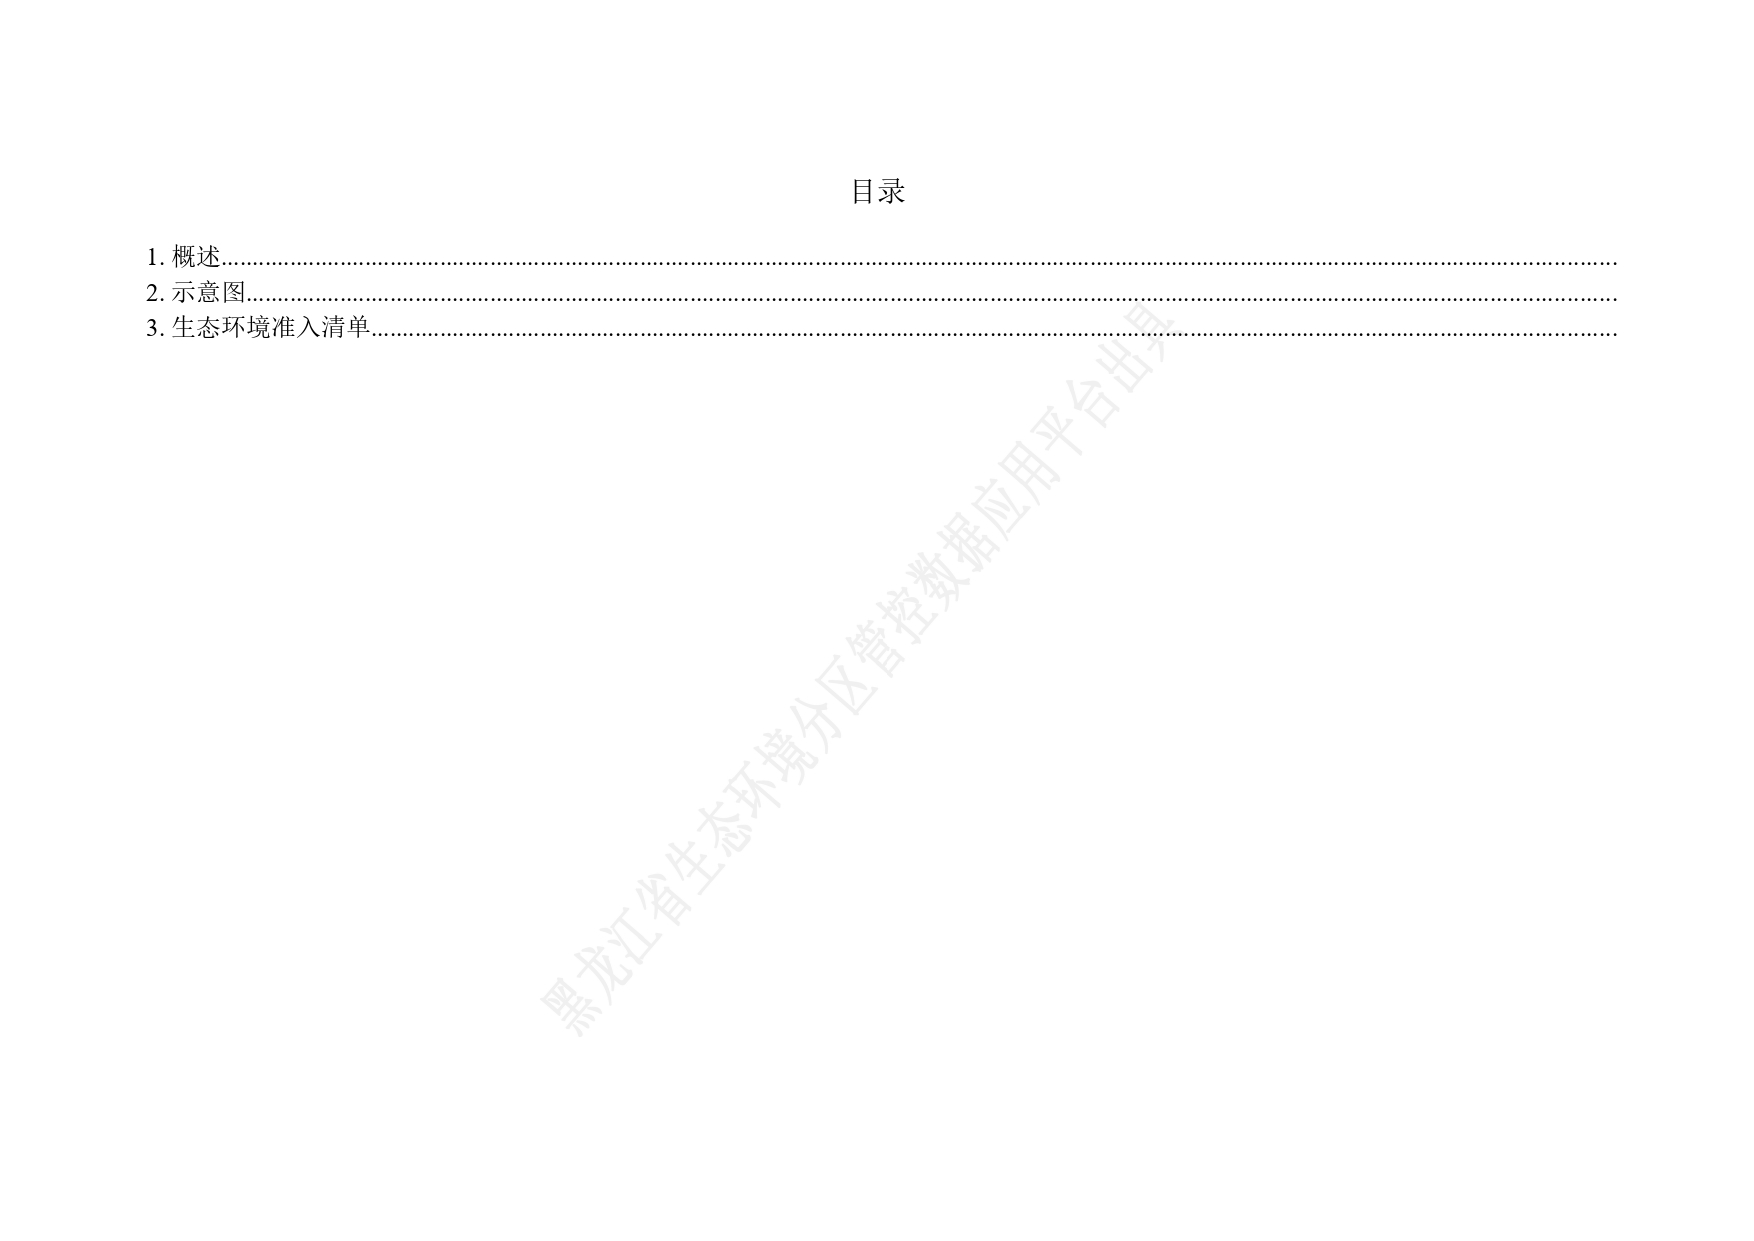 目录
1. 概述................................................................................
2. 示意图................................................................................
3. 生态环境准入清单................................................................................
黑龙江省生态环境分区管控数据应用平台出具